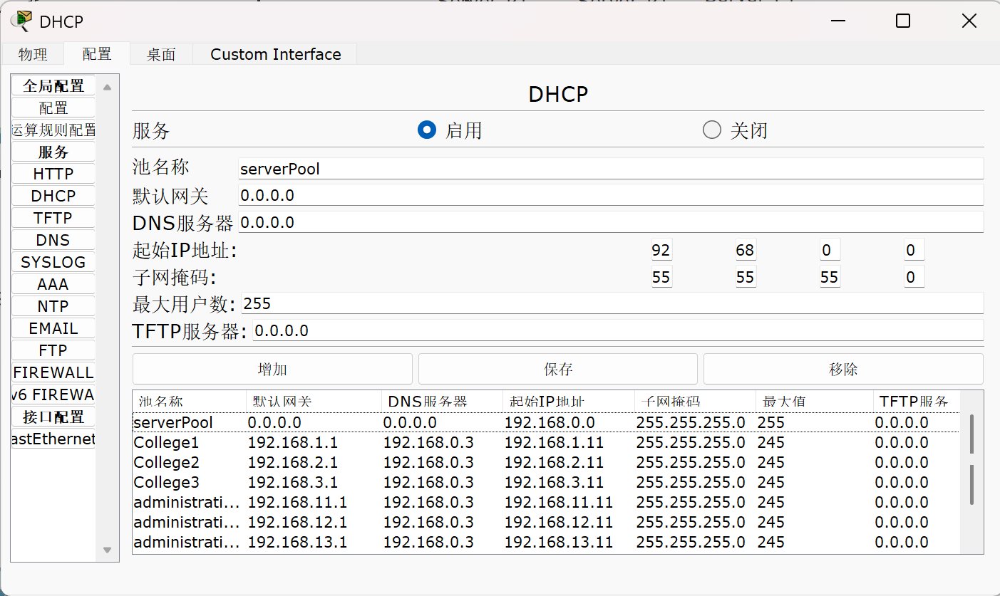 DHCP
物理 配置 桌面 Custom Interface
全局配置
配置
运算规则配置
服务
HTTP
DHCP
TFTP
DNS
SYSLOG
AAA
NTP
EMAIL
FTP
FIREWALL
v6 FIREWA
接口配置
astEthernet
DHCP
服务 启用 关闭
池名称 serverPool
默认网关 0.0.0.0
DNS服务器 0.0.0.0
起始IP地址: 92 68 0 0
子网掩码: 55 55 55 0
最大用户数: 255
TFTP服务器: 0.0.0.0
增加 保存 移除
池名称 默认网关 DNS服务器 起始IP地址 子网掩码 最大值 TFTP服务
serverPool 0.0.0.0 0.0.0.0 192.168.0.0 255.255.255.0 255 0.0.0.0
College1 192.168.1.1 192.168.0.3 192.168.1.11 255.255.255.0 245 0.0.0.0
College2 192.168.2.1 192.168.0.3 192.168.2.11 255.255.255.0 245 0.0.0.0
College3 192.168.3.1 192.168.0.3 192.168.3.11 255.255.255.0 245 0.0.0.0
administrati... 192.168.11.1 192.168.0.3 192.168.11.11 255.255.255.0 245 0.0.0.0
administrati... 192.168.12.1 192.168.0.3 192.168.12.11 255.255.255.0 245 0.0.0.0
administrati... 192.168.13.1 192.168.0.3 192.168.13.11 255.255.255.0 245 0.0.0.0